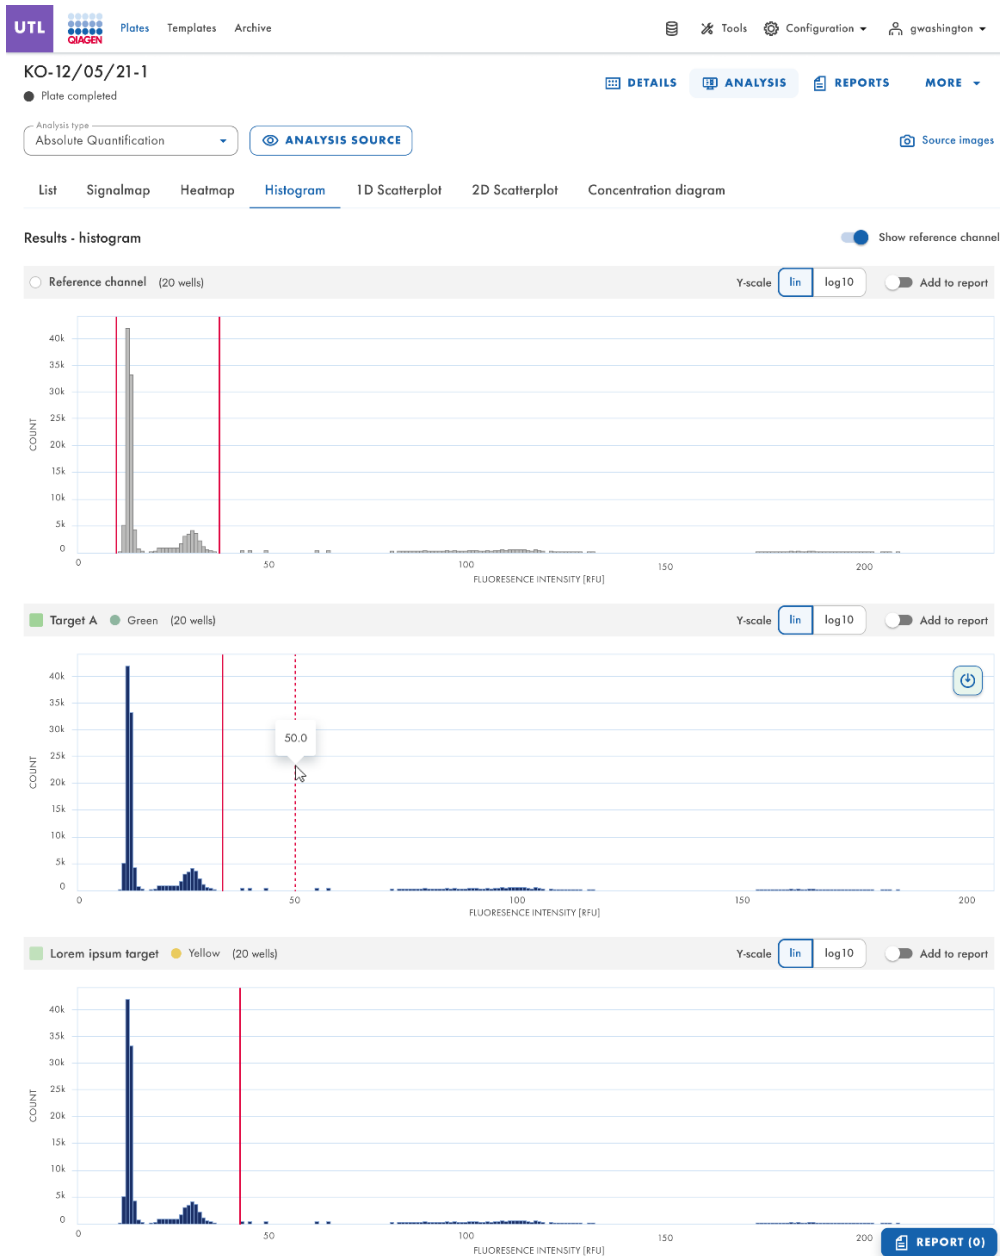 UTL QIAGEN Plates Templates Archive Tools Configuration gwashington
KO-12/05/21-1
Plate completed
DETAILS ANALYSIS REPORTS MORE
Analysis type
Absolute Quantification
ANALYSIS SOURCE
Source images
List Signalmap Heatmap Histogram 1D Scatterplot 2D Scatterplot Concentration diagram
Results - histogram
Show reference channel
Reference channel (20 wells) Y-scale lin log10 Add to report
40k
35k
30k
25k
20k
15k
10k
5k
0
COUNT
0 50 100 150 200
FLUORESENCE INTENSITY [RFU]
Target A Green (20 wells) Y-scale lin log10 Add to report
40k
35k
30k
25k
20k
15k
10k
5k
0
COUNT
50.0
0 50 100 150 200
FLUORESENCE INTENSITY [RFU]
Lorem ipsum target Yellow (20 wells) Y-scale lin log10 Add to report
40k
35k
30k
25k
20k
15k
10k
5k
0
COUNT
0 50 100 150 200
FLUORESENCE INTENSITY [RFU]
REPORT (0)